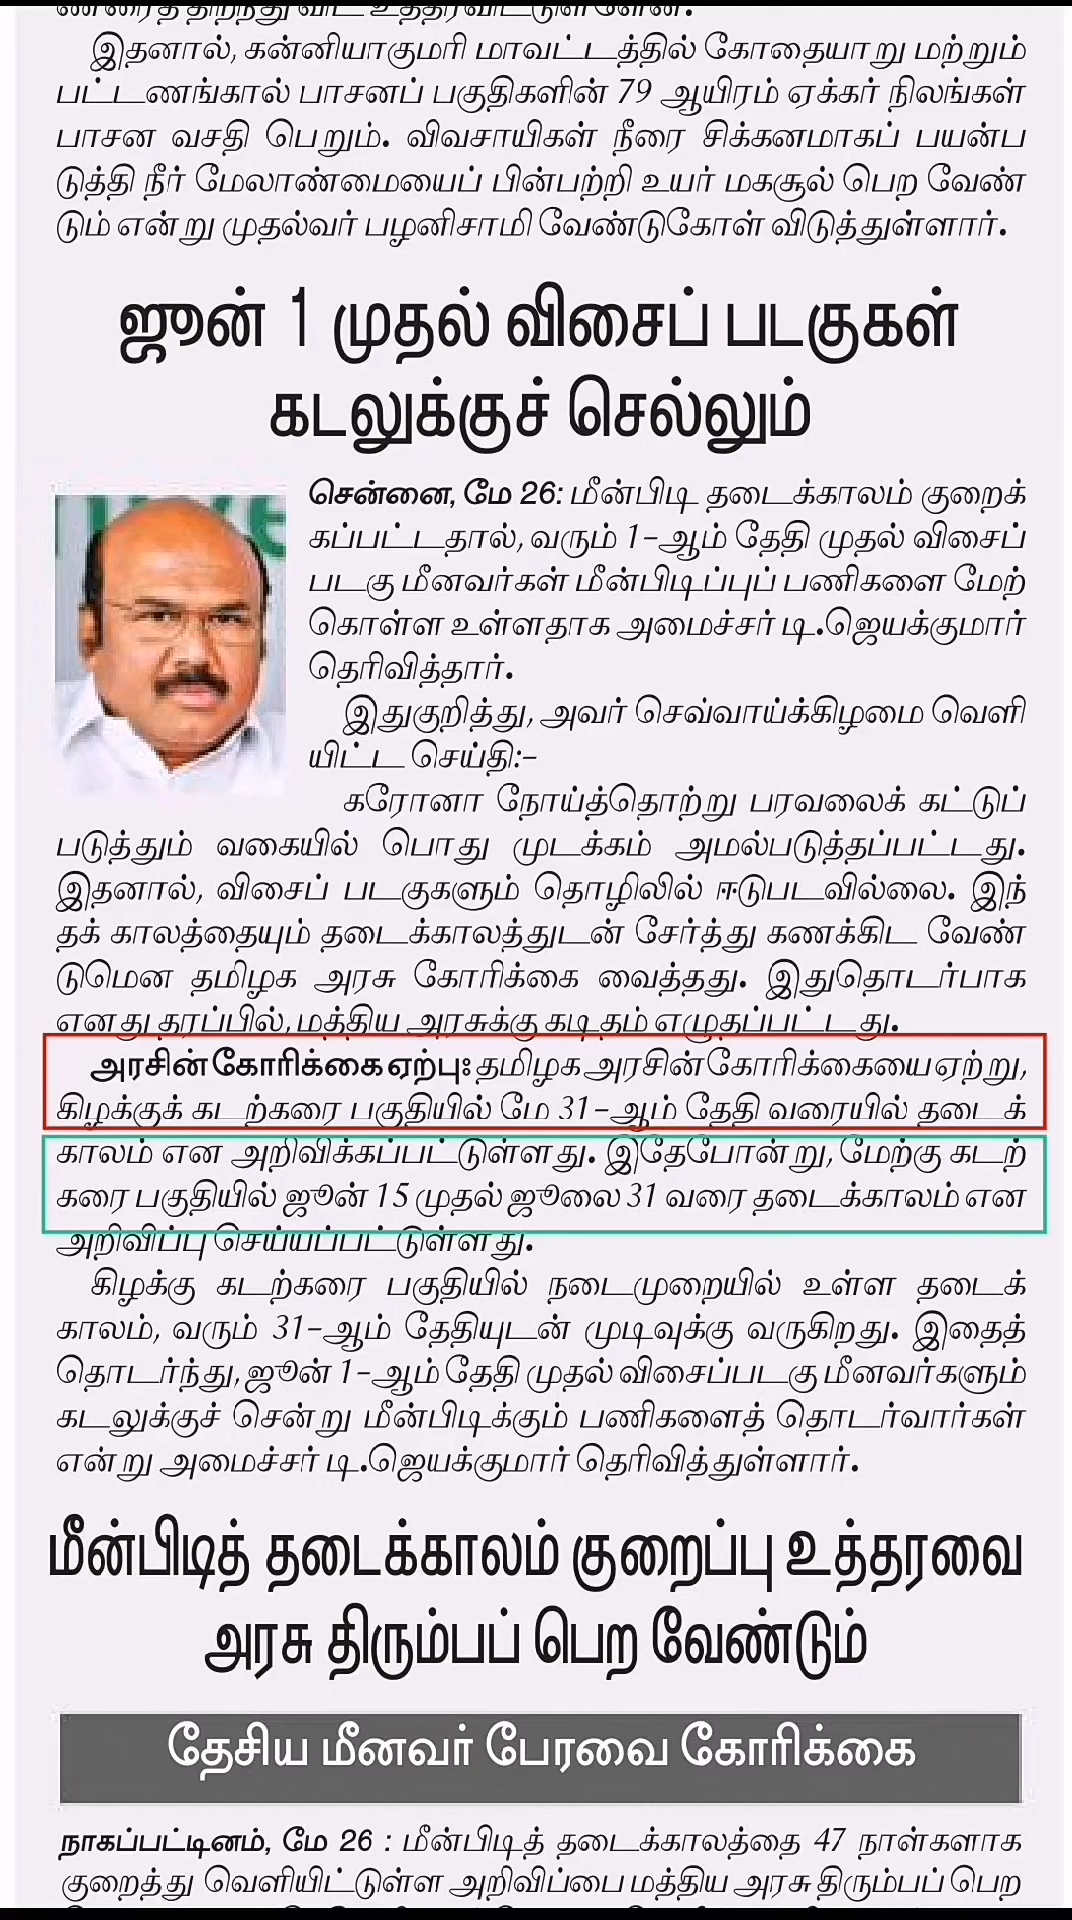 இதனால், கன்னியாகுமரி மாவட்டத்தில் கோதையாறு மற்றும்
பட்டணங்கால் பாசனப் பகுதிகளின் 79 ஆயிரம் ஏக்கர் நிலங்கள்
பாசன வசதி பெறும். விவசாயிகள் நீரை சிக்கனமாகப் பயன்ப
டுத்தி நீர் மேலாண்மையைப் பின்பற்றி உயர் மகசூல் பெற வேண்
டும் என்று முதல்வர் பழனிசாமி வேண்டுகோள் விடுத்துள்ளார்.
ஜூன் 1 முதல் விசைப் படகுகள்
கடலுக்குச் செல்லும்
சென்னை, மே 26: மீன்பிடி தடைக்காலம் குறைக்
கப்பட்டதால், வரும் 1-ஆம் தேதி முதல் விசைப்
படகு மீனவர்கள் மீன்பிடிப்புப் பணிகளை மேற்
கொள்ள உள்ளதாக அமைச்சர் டி.ஜெயக்குமார்
தெரிவித்தார்.
இதுகுறித்து, அவர் செவ்வாய்க்கிழமை வெளி
யிட்ட செய்தி:-
கரோனா நோய்த்தொற்று பரவலைக் கட்டுப்
படுத்தும் வகையில் பொது முடக்கம் அமல்படுத்தப்பட்டது.
இதனால், விசைப் படகுகளும் தொழிலில் ஈடுபடவில்லை. இந்
தக் காலத்தையும் தடைக்காலத்துடன் சேர்த்து கணக்கிட வேண்
டுமென தமிழக அரசு கோரிக்கை வைத்தது. இதுதொடர்பாக
எனது தரப்பில், மத்திய அரசுக்கு கடிதம் எழுதப்பட்டது.
அரசின் கோரிக்கை ஏற்பு: தமிழக அரசின் கோரிக்கையை ஏற்று,
கிழக்குக் கடற்கரை பகுதியில் மே 31-ஆம் தேதி வரையில் தடைக்
காலம் என அறிவிக்கப்பட்டுள்ளது. இதேபோன்று, மேற்கு கடற்
கரை பகுதியில் ஜூன் 15 முதல் ஜூலை 31 வரை தடைக்காலம் என
அறிவிப்பு செய்யப்பட்டுள்ளது.
கிழக்கு கடற்கரை பகுதியில் நடைமுறையில் உள்ள தடைக்
காலம், வரும் 31-ஆம் தேதியுடன் முடிவுக்கு வருகிறது. இதைத்
தொடர்ந்து, ஜூன் 1-ஆம் தேதி முதல் விசைப்படகு மீனவர்களும்
கடலுக்குச் சென்று மீன்பிடிக்கும் பணிகளைத் தொடர்வார்கள்
என்று அமைச்சர் டி.ஜெயக்குமார் தெரிவித்துள்ளார்.
மீன்பிடித் தடைக்காலம் குறைப்பு உத்தரவை
அரசு திரும்பப் பெற வேண்டும்
தேசிய மீனவர் பேரவை கோரிக்கை
நாகப்பட்டினம், மே 26 : மீன்பிடித் தடைக்காலத்தை 47 நாள்களாக
குறைத்து வெளியிட்டுள்ள அறிவிப்பை மத்திய அரசு திரும்பப் பெற